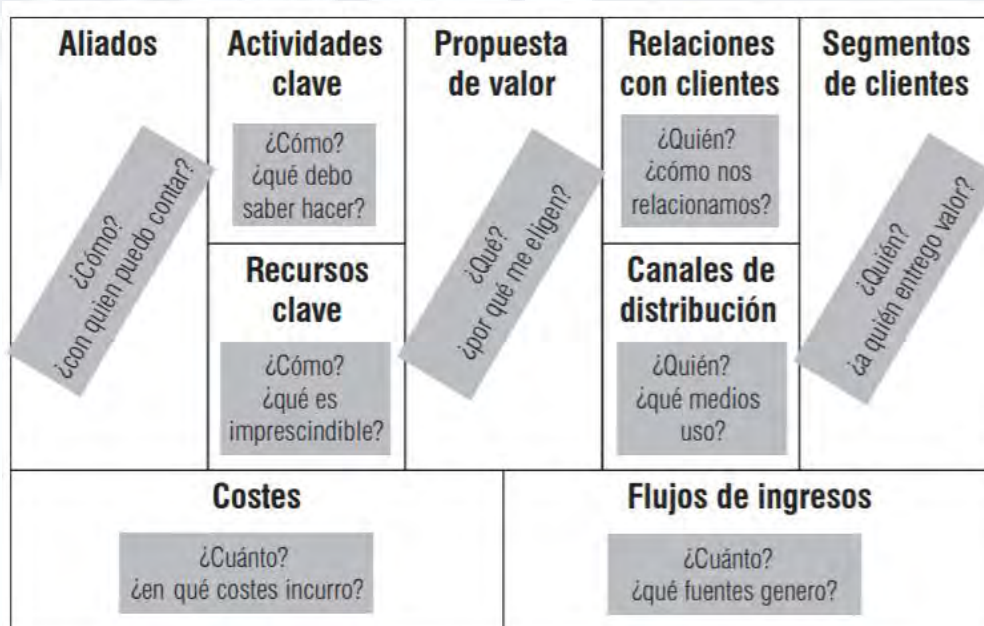 Aliados
¿Cómo?
¿con quien puedo contar?
Actividades
clave
¿Cómo?
¿qué debo
saber hacer?
Recursos
clave
¿Cómo?
¿qué es
imprescindible?
Propuesta
de valor
¿Qué?
¿por qué me eligen?
Relaciones
con clientes
¿Quién?
¿cómo nos
relacionamos?
Canales de
distribución
¿Quién?
¿qué medios
uso?
Segmentos
de clientes
¿Quién?
¿a quién entrego valor?
Costes
¿Cuánto?
¿en qué costes incurro?
Flujos de ingresos
¿Cuánto?
¿qué fuentes genero?